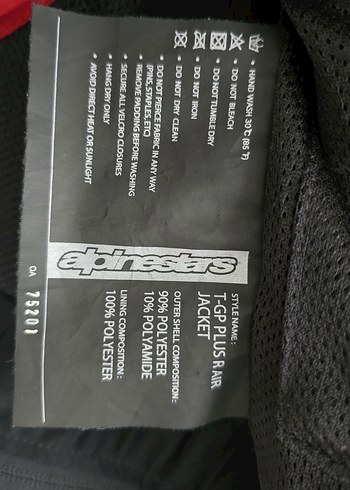 • HAND WASH 30°C (86°F)
• DO NOT BLEACH
• DO NOT TUMBLE DRY
• DO NOT IRON
• DO NOT DRY CLEAN
• DO NOT PIERCE FABRIC IN ANY WAY
(PINS, STAPLES, ETC)
• REMOVE PADDING BEFORE WASHING
• SECURE ALL VELCRO CLOSURES
• HANG DRY ONLY
• AVOID DIRECT HEAT OR SUNLIGHT
alpinestars
STYLE NAME :
T-GP PLUS R AIR
JACKET
OUTER SHELL COMPOSITION :
90% POLYESTER
10% POLYAMIDE
LINING COMPOSITION :
100% POLYESTER
QA 75201